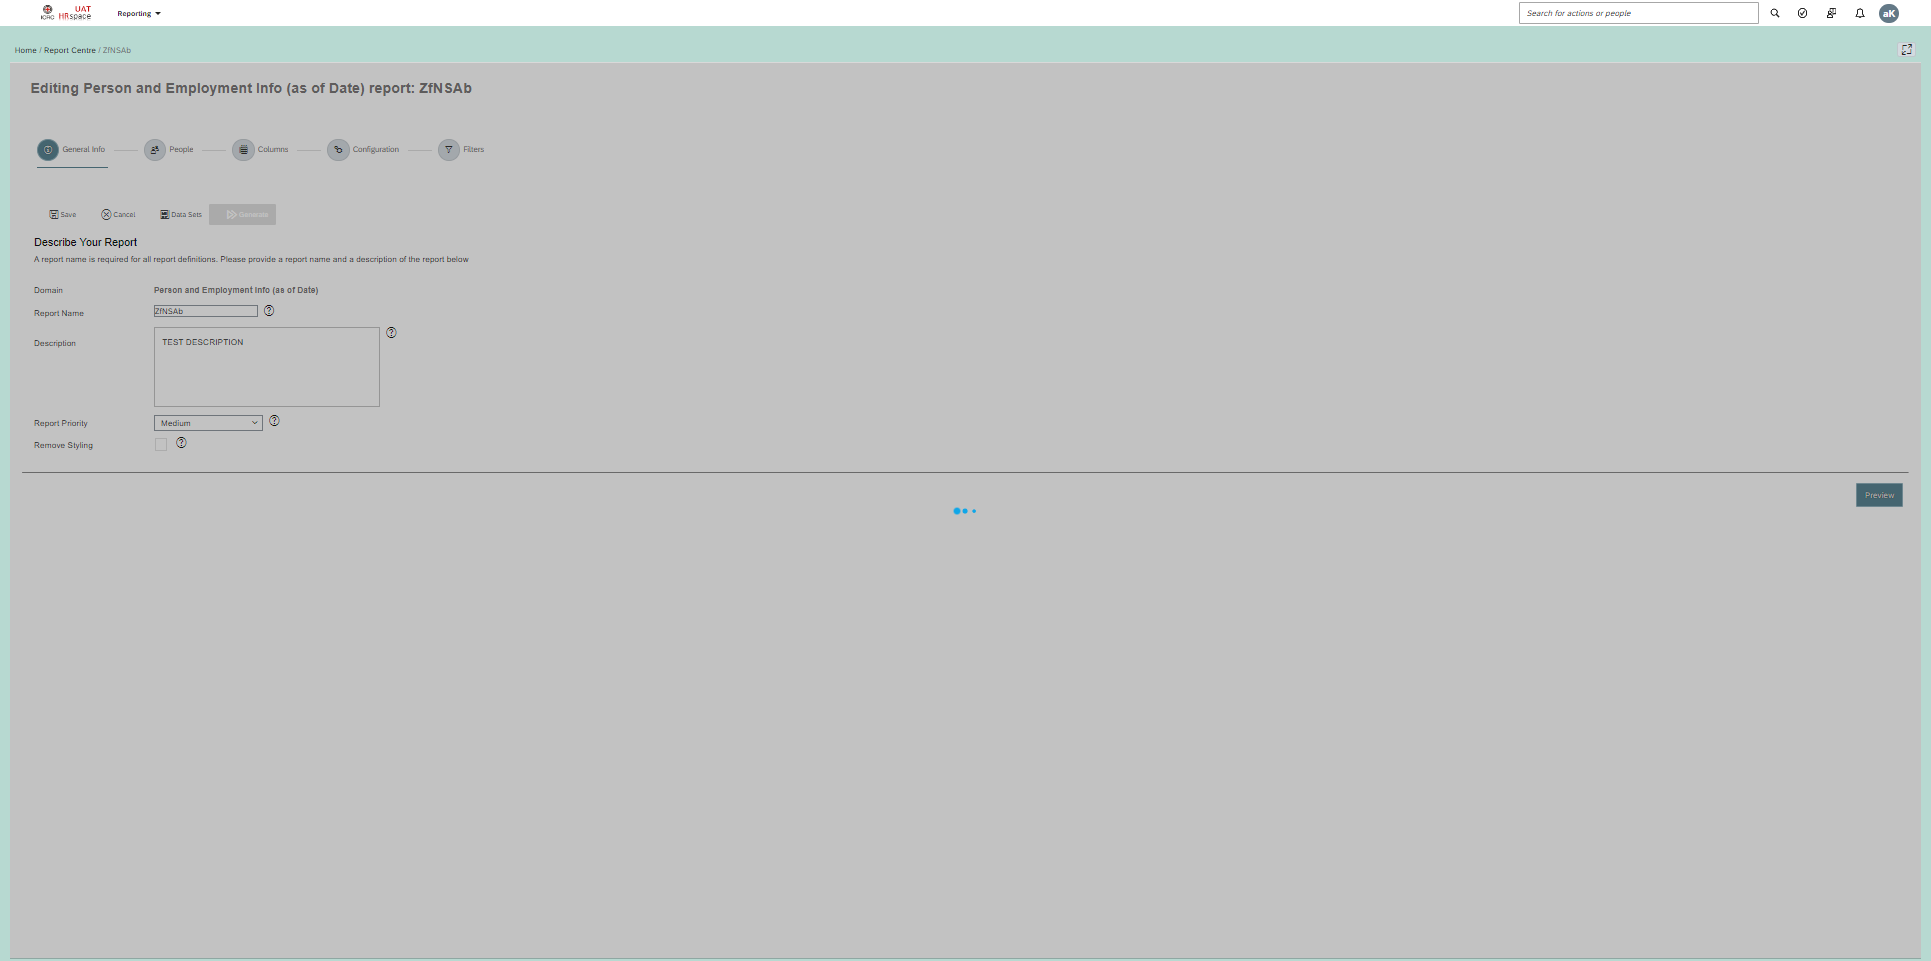 ICRC
UAT
HRspace
Reporting
Search for actions or people
aK
Home / Report Centre / ZfNSAb
Editing Person and Employment Info (as of Date) report: ZfNSAb
General Info
People
Columns
Configuration
Filters
Save
Cancel
Data Sets
Generate
Describe Your Report
A report name is required for all report definitions. Please provide a report name and a description of the report below
Domain
Person and Employment Info (as of Date)
Report Name
ZfNSAb
Description
TEST DESCRIPTION
Report Priority
Medium
Remove Styling
Preview